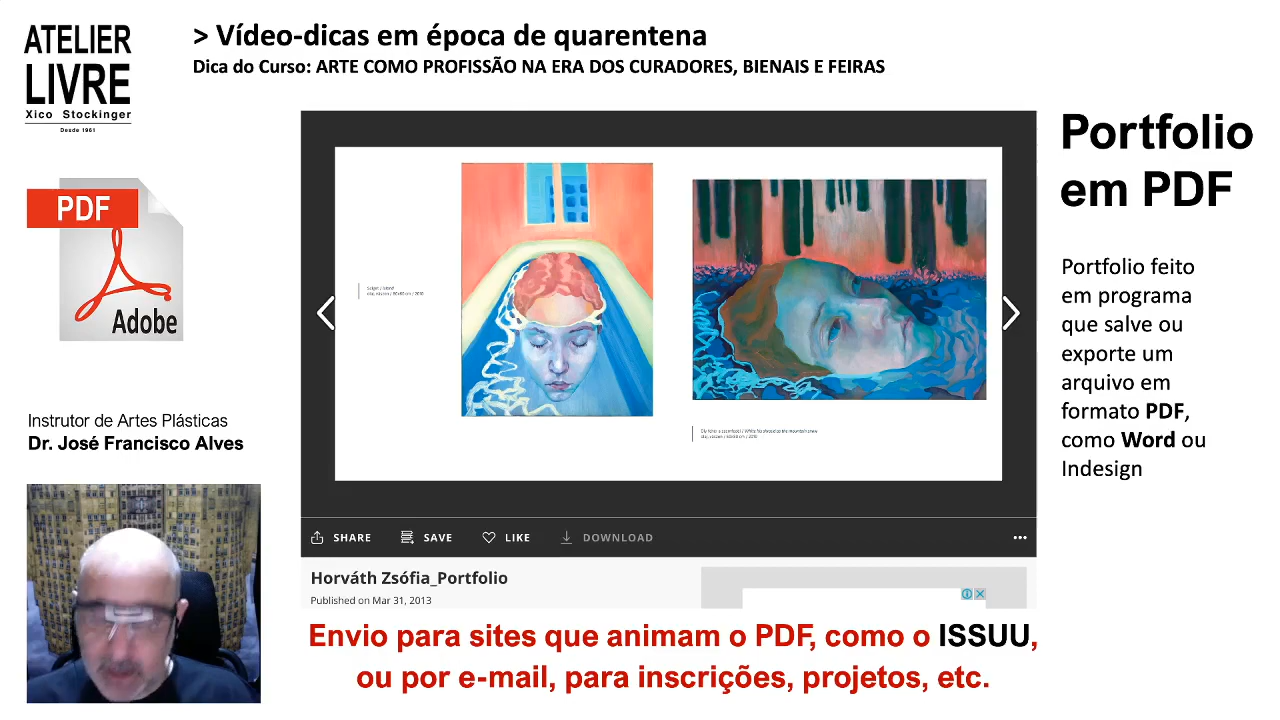 ATELIER
LIVRE
Xico Stockinger
Desde 1961
> Vídeo-dicas em época de quarentena
Dica do Curso: ARTE COMO PROFISSÃO NA ERA DOS CURADORES, BIENAIS E FEIRAS
PDF
Adobe
Instrutor de Artes Plásticas
Dr. José Francisco Alves
SHARE
SAVE
LIKE
DOWNLOAD
Horváth Zsófia_Portfolio
Published on Mar 31, 2013
Envio para sites que animam o PDF, como o ISSUU,
ou por e-mail, para inscrições, projetos, etc.
Portfolio
em PDF
Portfolio feito
em programa
que salve ou
exporte um
arquivo em
formato PDF,
como Word ou
Indesign